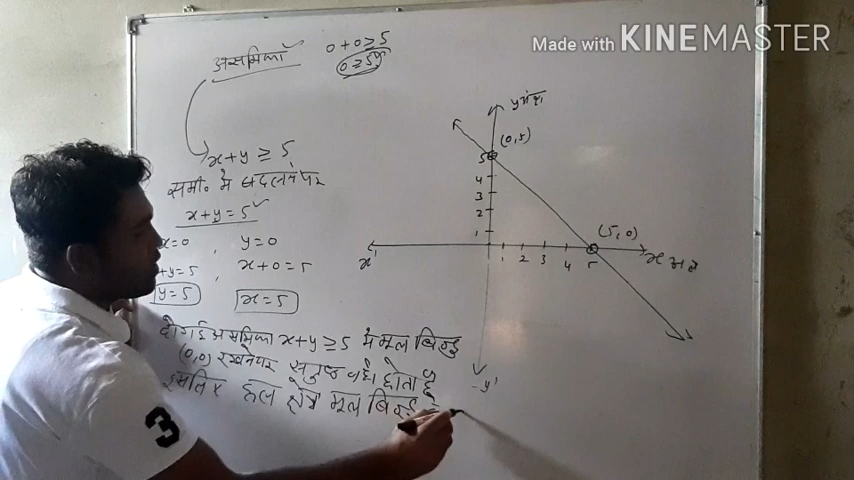 Made with KINEMASTER
असमिका 0+0≥5
0≥5
x+y ≥ 5
समी० मे बदलनेपर
x+y=5
x=0 , y=0
+y=5 , x+0=5
y=5 x=5
दी गई असमिका x+y ≥ 5 मे मूल बिन्दु
(0,0) रखनेपर सन्तुष्ट नही होता है
इसलिए हल क्षेत्र मूल बिन्दु
y अक्ष
(0,5)
5
4
3
2
1
(5,0)
x' 1 2 3 4 5 x अक्ष
-y'
3